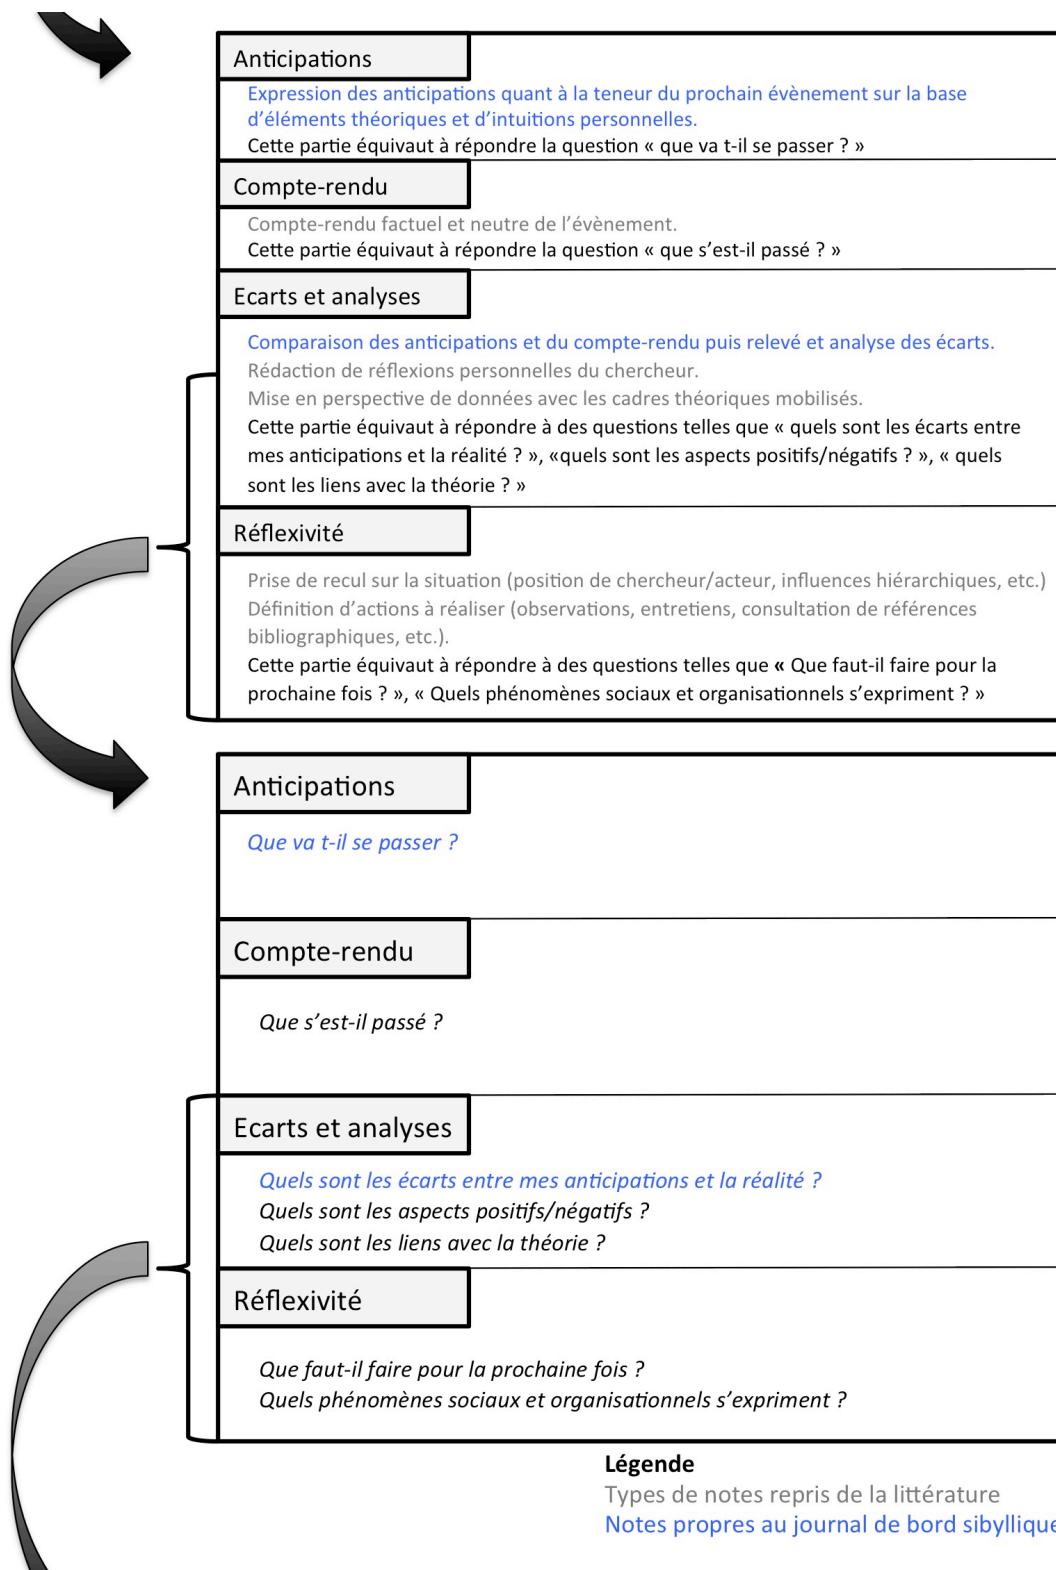 Anticipations
Expression des anticipations quant à la teneur du prochain évènement sur la base
d'éléments théoriques et d'intuitions personnelles.
Cette partie équivaut à répondre la question « que va t-il se passer ? »
Compte-rendu
Compte-rendu factuel et neutre de l'évènement.
Cette partie équivaut à répondre la question « que s'est-il passé ? »
Ecarts et analyses
Comparaison des anticipations et du compte-rendu puis relevé et analyse des écarts.
Rédaction de réflexions personnelles du chercheur.
Mise en perspective de données avec les cadres théoriques mobilisés.
Cette partie équivaut à répondre à des questions telles que « quels sont les écarts entre
mes anticipations et la réalité ? », «quels sont les aspects positifs/négatifs ? », « quels
sont les liens avec la théorie ? »
Réflexivité
Prise de recul sur la situation (position de chercheur/acteur, influences hiérarchiques, etc.)
Définition d'actions à réaliser (observations, entretiens, consultation de références
bibliographiques, etc.).
Cette partie équivaut à répondre à des questions telles que « Que faut-il faire pour la
prochaine fois ? », « Quels phénomènes sociaux et organisationnels s'expriment ? »
Anticipations
Que va t-il se passer ?
Compte-rendu
Que s'est-il passé ?
Ecarts et analyses
Quels sont les écarts entre mes anticipations et la réalité ?
Quels sont les aspects positifs/négatifs ?
Quels sont les liens avec la théorie ?
Réflexivité
Que faut-il faire pour la prochaine fois ?
Quels phénomènes sociaux et organisationnels s'expriment ?
Légende
Types de notes repris de la littérature
Notes propres au journal de bord sibyllique